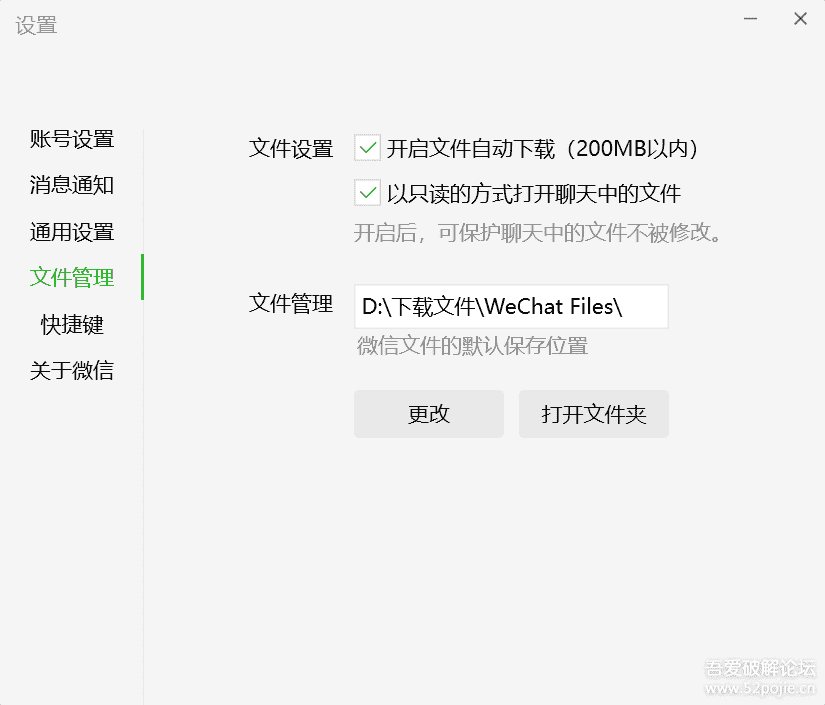 设置
账号设置
消息通知
通用设置
文件管理
快捷键
关于微信
文件设置
开启文件自动下载（200MB以内）
以只读的方式打开聊天中的文件
开启后，可保护聊天中的文件不被修改。
文件管理
D:\下载文件\WeChat Files\
微信文件的默认保存位置
更改
打开文件夹
吾爱破解论坛
www.52pojie.cn